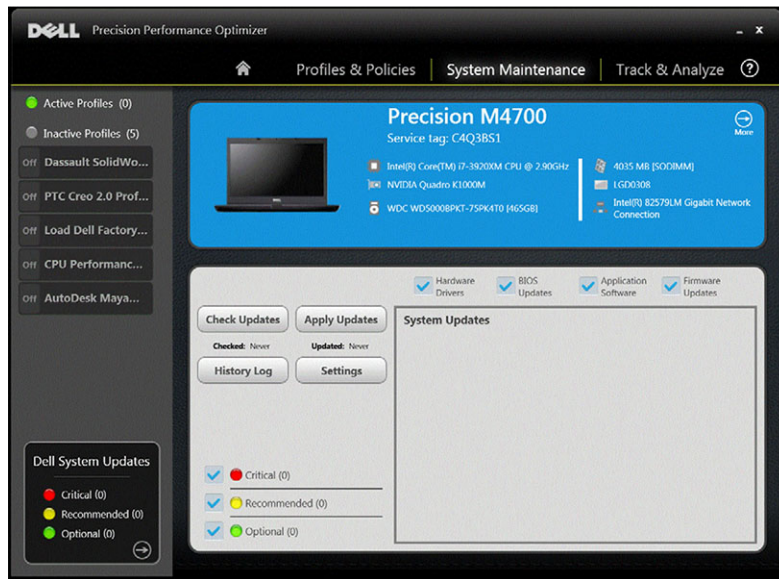 DELL Precision Performance Optimizer
Profiles & Policies
System Maintenance
Track & Analyze
?
Active Profiles (0)
Inactive Profiles (5)
Off Dassault SolidWo...
Off PTC Creo 2.0 Prof...
Off Load Dell Factory...
Off CPU Performanc...
Off AutoDesk Maya...
Dell System Updates
Critical (0)
Recommended (0)
Optional (0)
Precision M4700
Service tag: C4Q3BS1
More
Intel(R) Core(TM) i7-3920XM CPU @ 2.90GHz
NVIDIA Quadro K1000M
WDC WD5000BPKT-75PK4T0 [465GB]
4035 MB [SODIMM]
LGD0308
Intel(R) 82579LM Gigabit Network
Connection
Hardware
Drivers
BIOS
Updates
Application
Software
Firmware
Updates
Check Updates
Apply Updates
Checked: Never
Updated: Never
History Log
Settings
System Updates
Critical (0)
Recommended (0)
Optional (0)